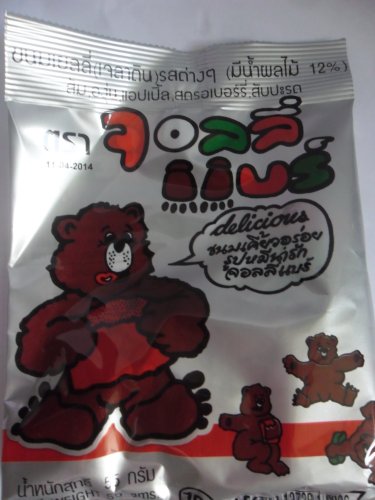 ขนมเยลลี่(เจลาติน)รสต่างๆ (มีน้ำผลไม้ 12%)
ส้ม,องุ่น,แอปเปิ้ล,สตรอเบอร์รี่,สับปะรด
ตรา จอลลี่
แบร์
11-04-2014
delicious
ขนมเคี้ยวอร่อย
รูปหมีน่ารัก
จอลลี่แบร์
น้ำหนักสุทธิ กรัม